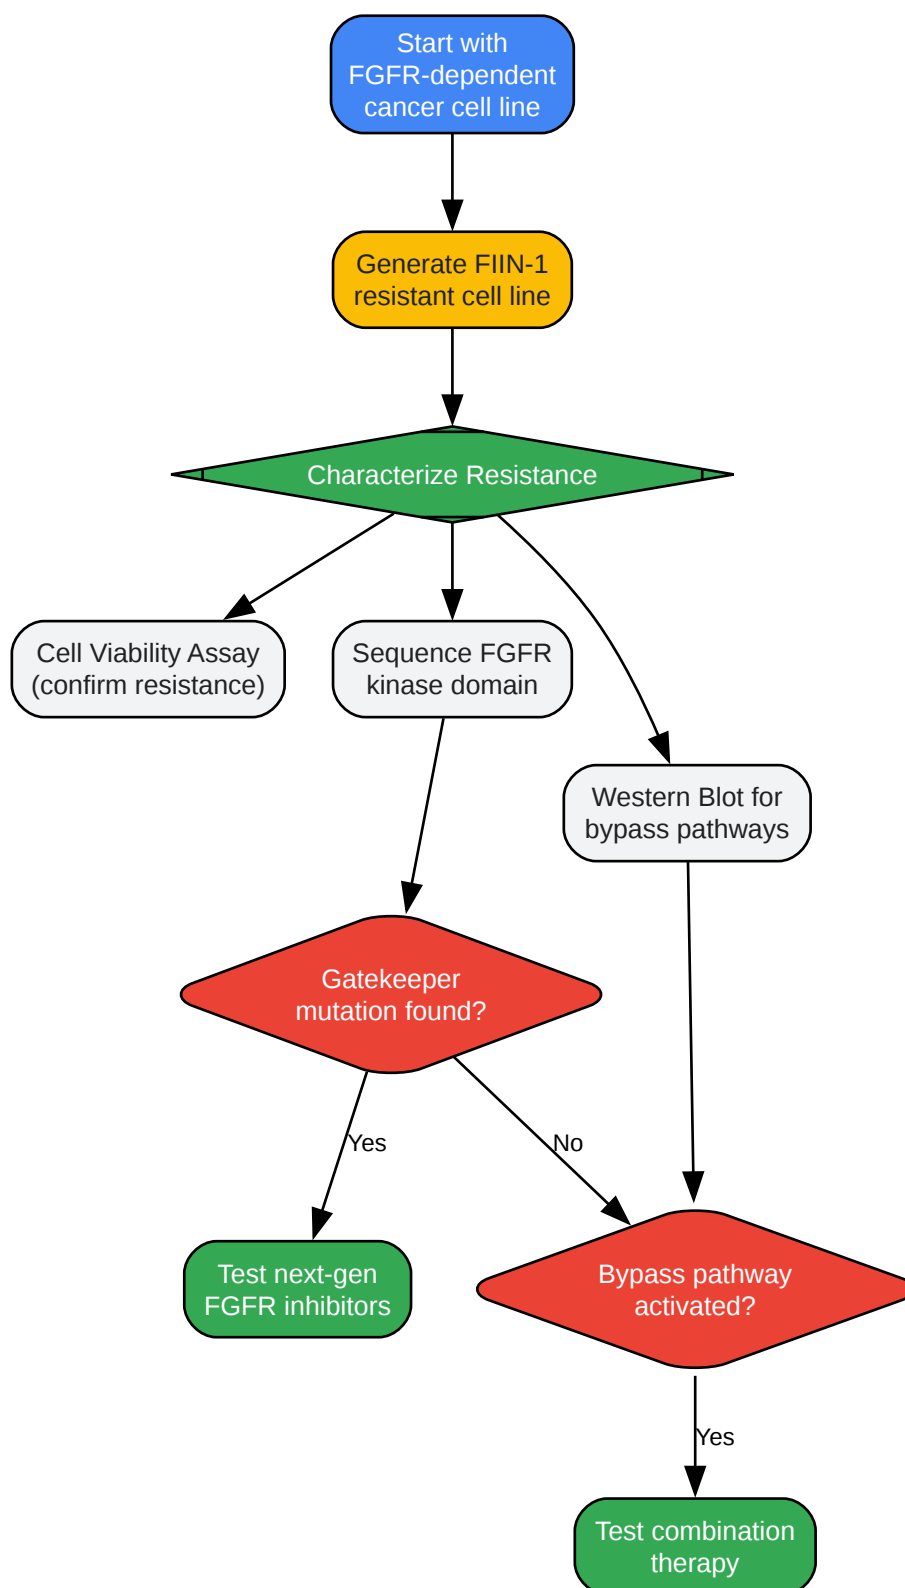 Start with
FGFR-dependent
cancer cell line
Generate FIIN-1
resistant cell line
Characterize Resistance
Cell Viability Assay
(confirm resistance)
Sequence FGFR
kinase domain
Western Blot for
bypass pathways
Gatekeeper
mutation found?
Yes
No
Test next-gen
FGFR inhibitors
Bypass pathway
activated?
Yes
Test combination
therapy